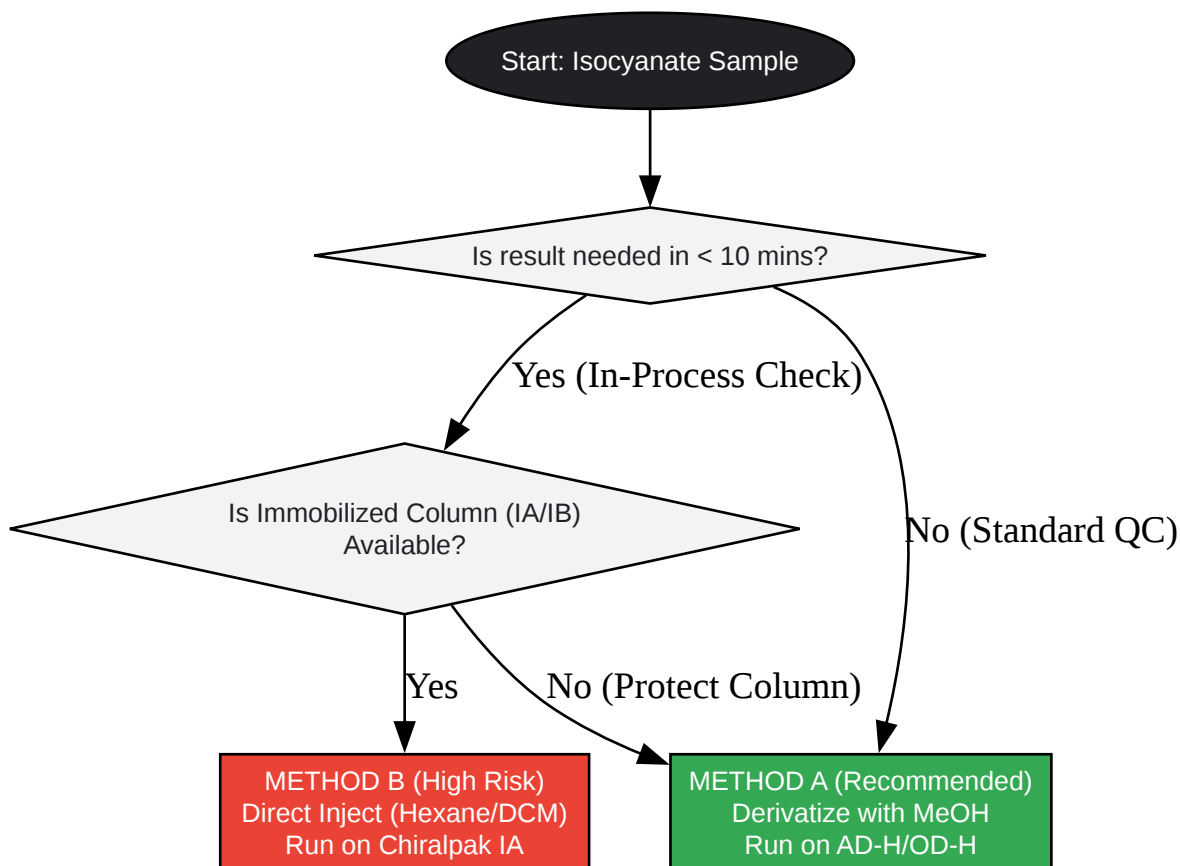 Start: Isocyanate Sample
Is result needed in < 10 mins?
Yes (In-Process Check)
Is Immobilized Column (IA/IB)
Available?
No (Standard QC)
Yes
No (Protect Column)
METHOD B (High Risk)
Direct Inject (Hexane/DCM)
Run on Chiralpak IA
METHOD A (Recommended)
Derivatize with MeOH
Run on AD-H/OD-H